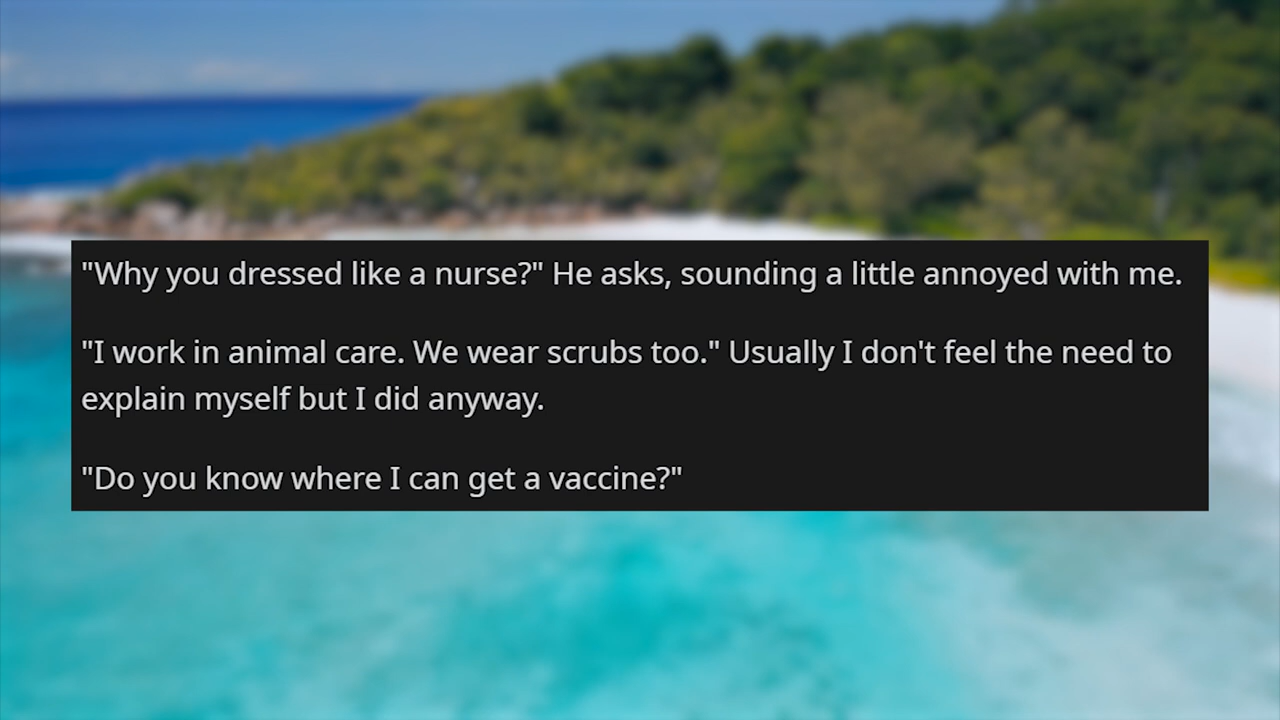 "Why you dressed like a nurse?" He asks, sounding a little annoyed with me.
"I work in animal care. We wear scrubs too." Usually I don't feel the need to
explain myself but I did anyway.
"Do you know where I can get a vaccine?"